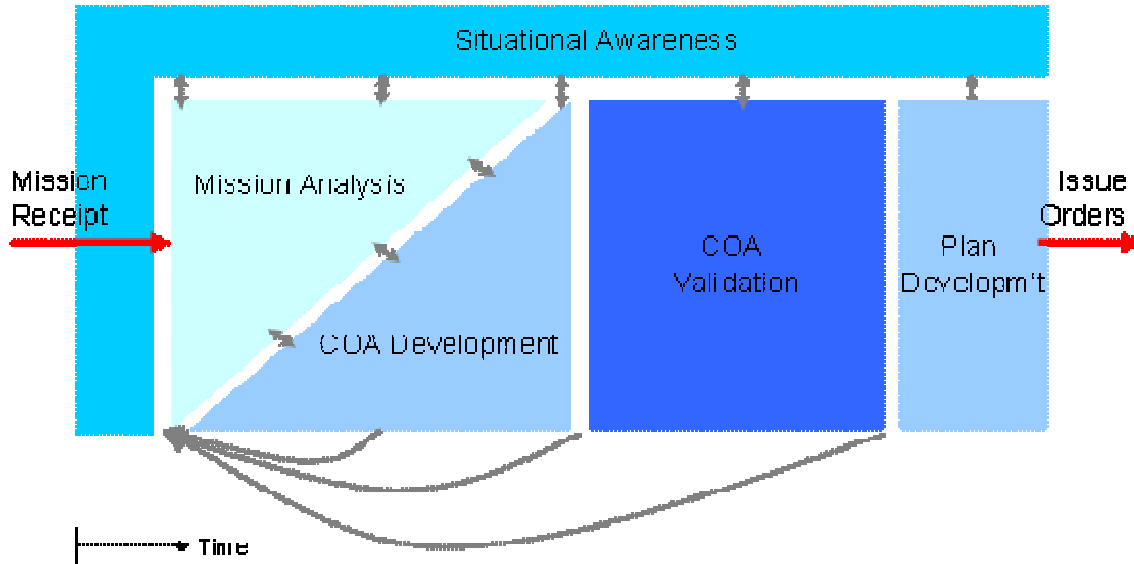 Situational Awareness
Mission
Receipt
Mission Analysis
COA Development
COA
Validation
Plan
Developm't
Issue
Orders
Time